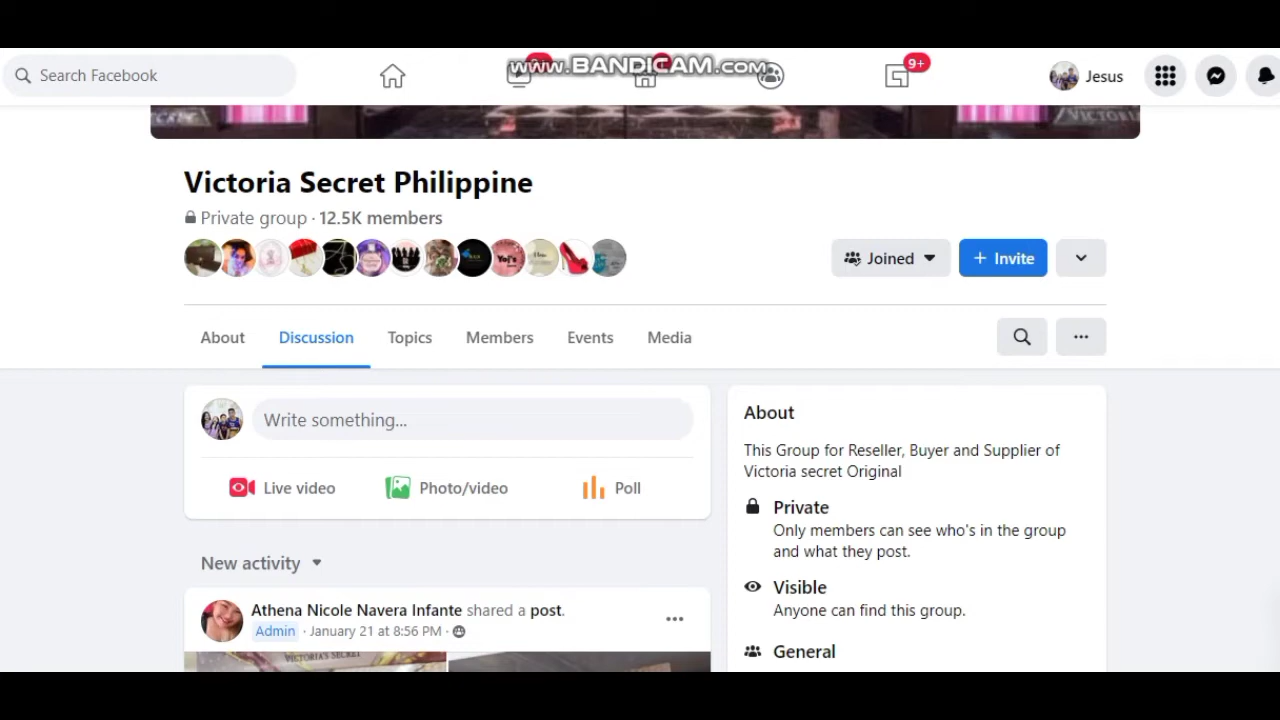 www.BANDICAM.com
Search Facebook
9+
Jesus
VICTORIA
Victoria Secret Philippine
Private group · 12.5K members
Joined
+ Invite
About
Discussion
Topics
Members
Events
Media
Write something...
Live video
Photo/video
Poll
New activity
Athena Nicole Navera Infante shared a post.
Admin · January 21 at 8:56 PM ·
VICTORIA'S SECRET
About
This Group for Reseller, Buyer and Supplier of
Victoria secret Original
Private
Only members can see who's in the group
and what they post.
Visible
Anyone can find this group.
General